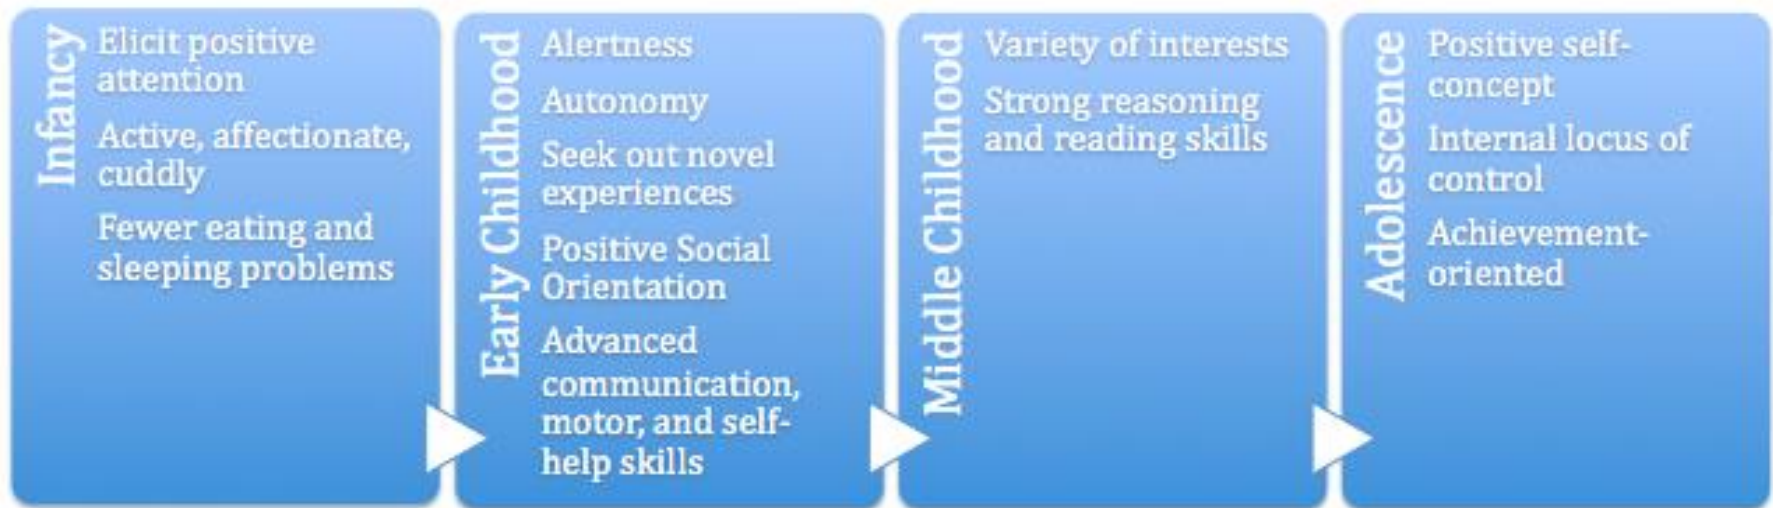 Infancy
Elicit positive
attention
Active, affectionate,
cuddly
Fewer eating and
sleeping problems
Early Childhood
Alertness
Autonomy
Seek out novel
experiences
Positive Social
Orientation
Advanced
communication,
motor, and self-
help skills
Middle Childhood
Variety of interests
Strong reasoning
and reading skills
Adolescence
Positive self-
concept
Internal locus of
control
Achievement-
oriented